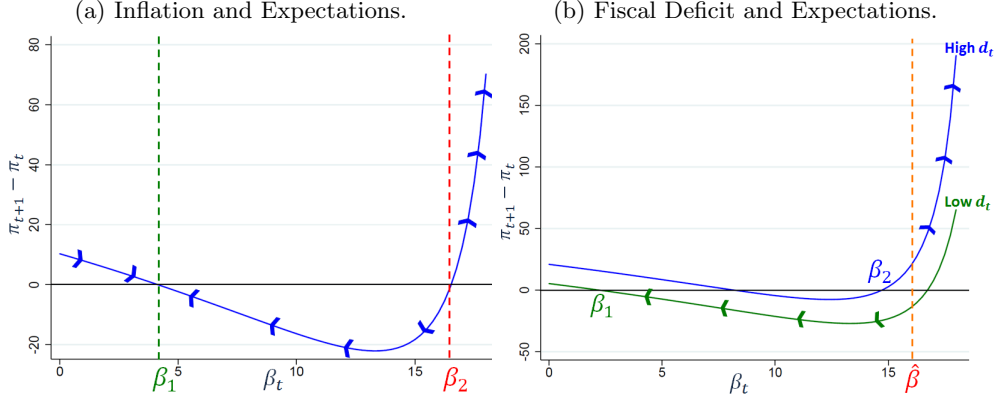 (a) Inflation and Expectations.
π_{t+1} − π_t
80
60
40
20
0
−20
0
5
10
15
β_1
β_t
β_2
(b) Fiscal Deficit and Expectations.
π_{t+1} − π_t
200
150
100
50
0
-50
High d_t
Low d_t
β_2
β_1
0
5
10
15
β_t
β̂